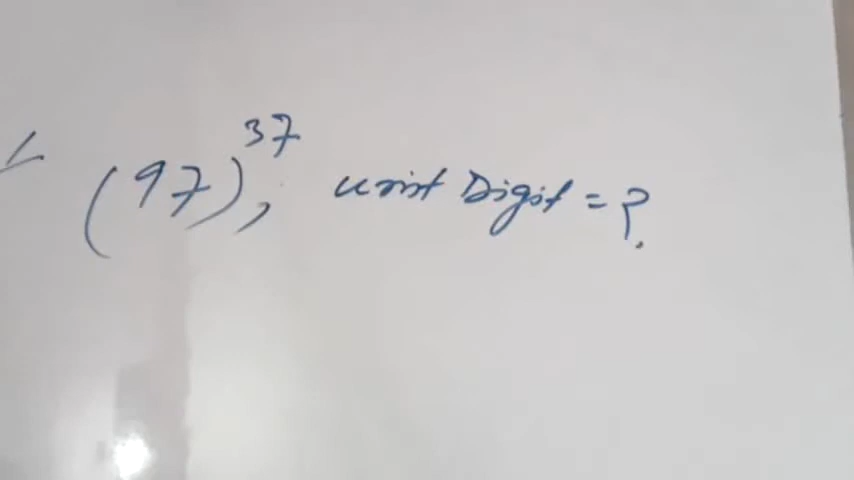 (97)³⁷, unit Digit = ?